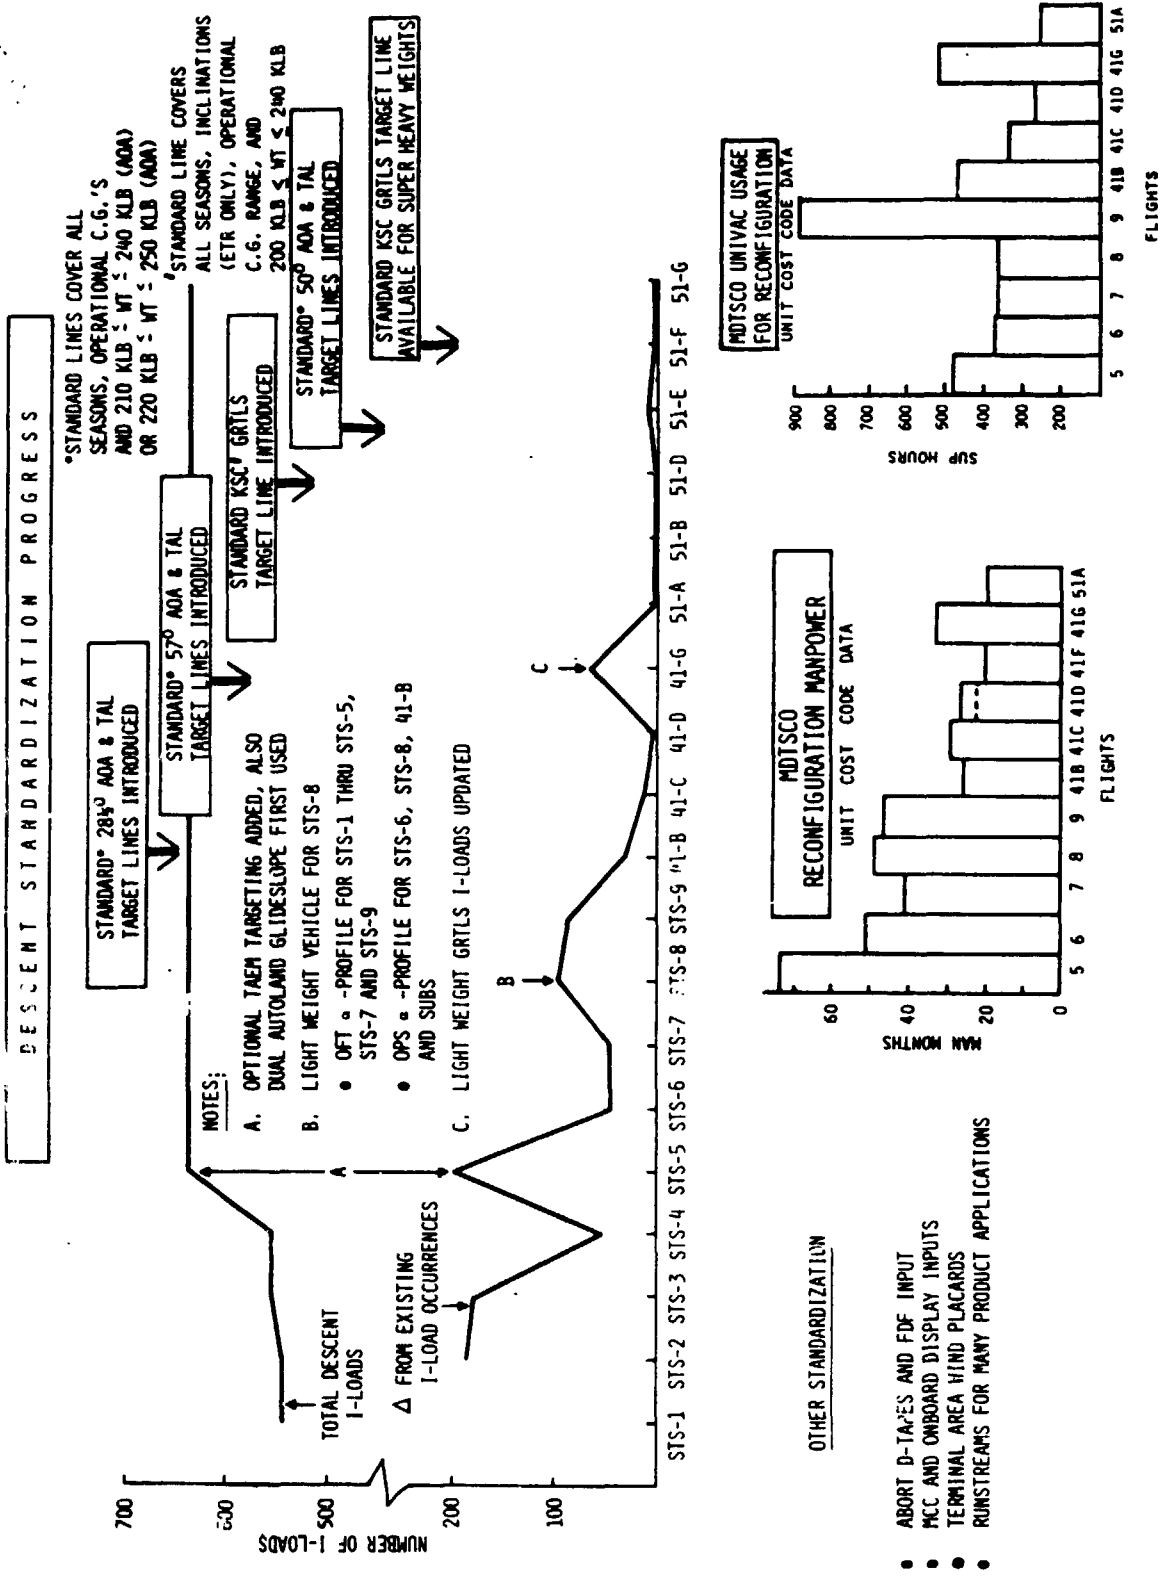 DESCENT STANDARDIZATION PROGRESS
STANDARD* 28½⁰ AOA & TAL
TARGET LINES INTRODUCED
STANDARD* 57⁰ AOA & TAL
TARGET LINES INTRODUCED
*STANDARD LINES COVER ALL
SEASONS, OPERATIONAL C.G.'S
AND 210 KLB ≤ WT ≤ 240 KLB (AOA)
OR 220 KLB ≤ WT ≤ 250 KLB (AOA)
'STANDARD LINE COVERS
ALL SEASONS, INCLINATIONS
(ETR ONLY), OPERATIONAL
C.G. RANGE, AND
200 KLB ≤ WT < 240 KLB
STANDARD KSC' GRTLS
TARGET LINE INTRODUCED
STANDARD* 50⁰ AOA & TAL
TARGET LINES INTRODUCED
STANDARD KSC GRTLS TARGET LINE
AVAILABLE FOR SUPER HEAVY WEIGHTS
NOTES:
A. OPTIONAL TAEM TARGETING ADDED, ALSO
DUAL AUTOLAND GLIDESLOPE FIRST USED
B. LIGHT WEIGHT VEHICLE FOR STS-8
● OFT α -PROFILE FOR STS-1 THRU STS-5,
STS-7 AND STS-9
● OPS α -PROFILE FOR STS-6, STS-8, 41-B
AND SUBS
C. LIGHT WEIGHT GRTLS I-LOADS UPDATED
NUMBER OF I-LOADS
700
600
500
200
100
TOTAL DESCENT
I-LOADS
Δ FROM EXISTING
I-LOAD OCCURRENCES
A
B
C
STS-1 STS-2 STS-3 STS-4 STS-5 STS-6 STS-7 STS-8 STS-9 41-B 41-C 41-D 41-G 51-A 51-B 51-D 51-E 51-F 51-G
OTHER STANDARDIZATION
● ABORT D-TAPES AND FDF INPUT
● MCC AND ONBOARD DISPLAY INPUTS
● TERMINAL AREA WIND PLACARDS
● RUNSTREAMS FOR MANY PRODUCT APPLICATIONS
MDTSCO
RECONFIGURATION MANPOWER
UNIT COST CODE DATA
MAN MONTHS
60
40
20
0
5 6 7 8 9 41B 41C 41D 41F 41G 51A
FLIGHTS
MDTSCO UNIVAC USAGE
FOR RECONFIGURATION
UNIT COST CODE DATA
SUP HOURS
900
800
700
600
500
400
300
200
5 6 7 8 9 41B 41C 41D 41G 51A
FLIGHTS